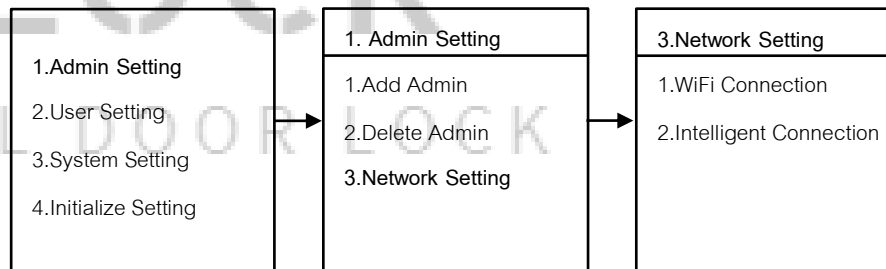 LOCK
L DOOR LOCK
1.Admin Setting
2.User Setting
3.System Setting
4.Initialize Setting
1. Admin Setting
1.Add Admin
2.Delete Admin
3.Network Setting
3.Network Setting
1.WiFi Connection
2.Intelligent Connection